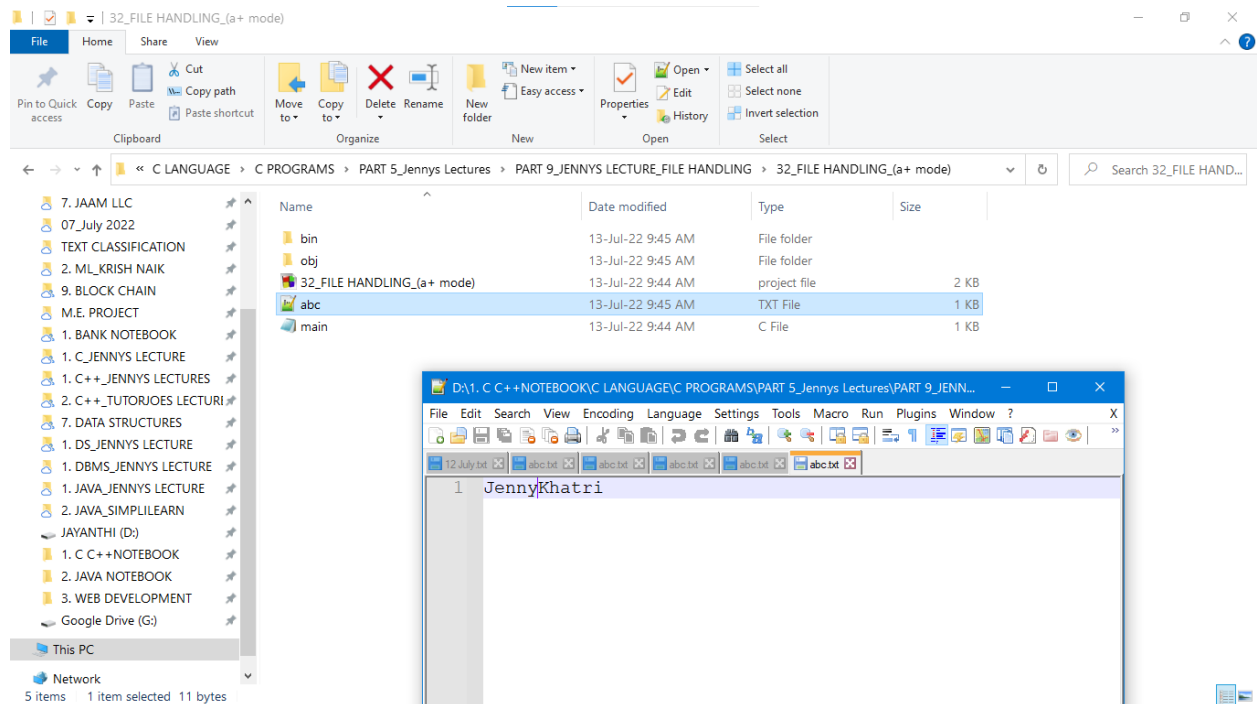 32_FILE HANDLING_(a+ mode)
File Home Share View
Pin to Quick access
Copy
Paste
Cut
Copy path
Paste shortcut
Clipboard
Move to
Copy to
Delete
Rename
Organize
New folder
New item
Easy access
New
Properties
Open
Edit
History
Open
Select all
Select none
Invert selection
Select
« C LANGUAGE › C PROGRAMS › PART 5_Jennys Lectures › PART 9_JENNYS LECTURE_FILE HANDLING › 32_FILE HANDLING_(a+ mode)
Search 32_FILE HAND...
7. JAAM LLC
07_July 2022
TEXT CLASSIFICATION
2. ML_KRISH NAIK
9. BLOCK CHAIN
M.E. PROJECT
1. BANK NOTEBOOK
1. C_JENNYS LECTURE
1. C++_JENNYS LECTURES
2. C++_TUTORJOES LECTURI
7. DATA STRUCTURES
1. DS_JENNYS LECTURE
1. DBMS_JENNYS LECTURE
1. JAVA_JENNYS LECTURE
2. JAVA_SIMPLILEARN
JAYANTHI (D:)
1. C C++NOTEBOOK
2. JAVA NOTEBOOK
3. WEB DEVELOPMENT
Google Drive (G:)
This PC
Network
Name Date modified Type Size
bin 13-Jul-22 9:45 AM File folder
obj 13-Jul-22 9:45 AM File folder
32_FILE HANDLING_(a+ mode) 13-Jul-22 9:44 AM project file 2 KB
abc 13-Jul-22 9:45 AM TXT File 1 KB
main 13-Jul-22 9:44 AM C File 1 KB
D:\1. C C++NOTEBOOK\C LANGUAGE\C PROGRAMS\PART 5_Jennys Lectures\PART 9_JENN...
File Edit Search View Encoding Language Settings Tools Macro Run Plugins Window ? X
12 July.txt abc.txt abc.txt abc.txt abc.txt abc.txt
1 JennyKhatri
5 items 1 item selected 11 bytes